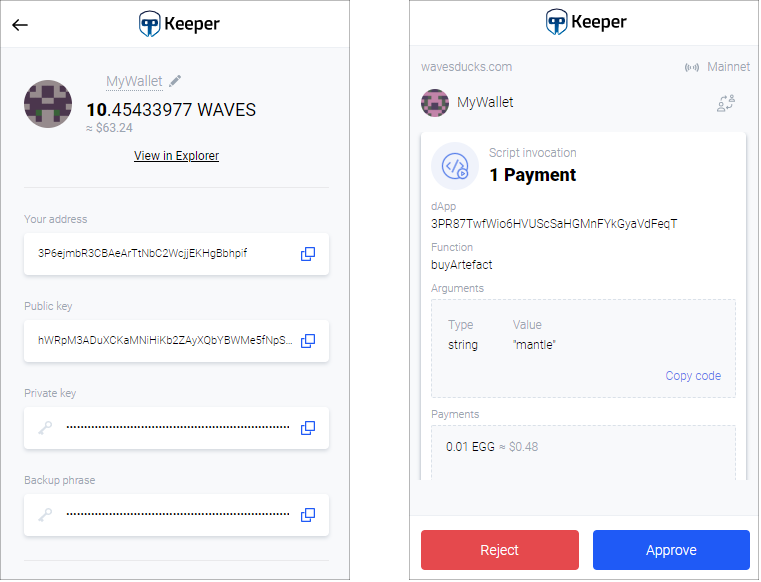 Keeper
MyWallet
10.45433977 WAVES
≈ $63.24
View in Explorer
Your address
3P6ejmbR3CBAeArTtNbC2WcjjEKHgBbhpif
Public key
hWRpM3ADuXCKaMNiHiKb2ZAyXQbYBWMe5fNpS...
Private key
Backup phrase
Keeper
wavesducks.com
Mainnet
MyWallet
Script invocation
1 Payment
dApp
3PR87TwfWio6HVUScSaHGMnFYkGyaVdFeqT
Function
buyArtefact
Arguments
Type Value
string "mantle"
Copy code
Payments
0.01 EGG ≈ $0.48
Reject
Approve